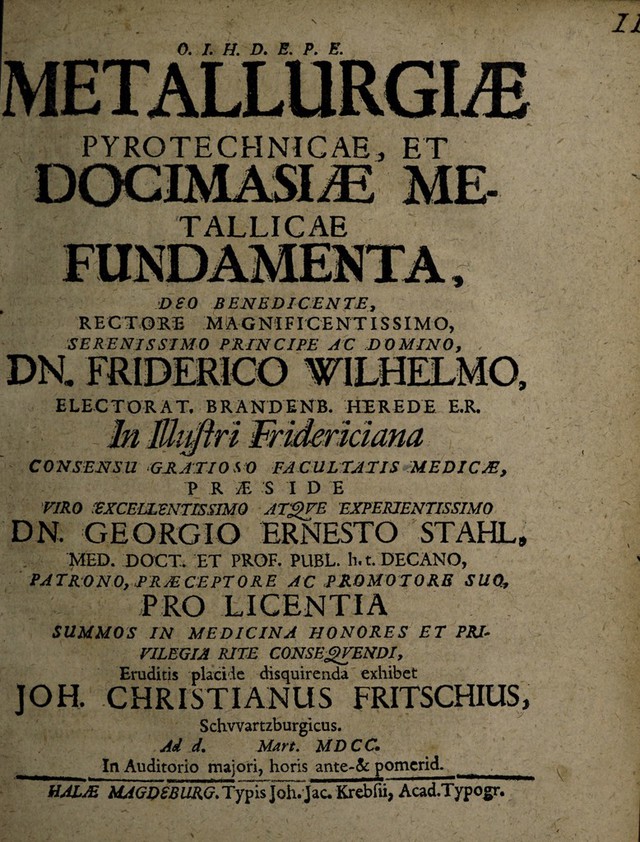 11
O. I. H. D. E. P. E.
METALLURGIÆ
PYROTECHNICAE, ET
DOCIMASIÆ ME-
TALLICAE
FUNDAMENTA,
DEO BENEDICENTE,
RECTORE MAGNIFICENTISSIMO,
SERENISSIMO PRINCIPE AC DOMINO,
DN. FRIDERICO WILHELMO,
ELECTORAT. BRANDENB. HEREDE E.R.
In Illuſtri Fridericiana
CONSENSU GRATIOSO FACULTATIS MEDICÆ,
PRÆSIDE
VIRO EXCELLENTISSIMO ATQVE EXPERIENTISSIMO
DN. GEORGIO ERNESTO STAHL,
MED. DOCT. ET PROF. PUBL. h. t. DECANO,
PATRONO, PRÆCEPTORE AC PROMOTORE SUO,
PRO LICENTIA
SUMMOS IN MEDICINA HONORES ET PRI-
VILEGIA RITE CONSEQVENDI,
Eruditis placide disquirenda exhibet
JOH. CHRISTIANUS FRITSCHIUS,
Schvvartzburgicus.
Ad d. Mart. MDCC.
In Auditorio majori, horis ante-& pomerid.
HALÆ MAGDEBURG. Typis Joh. Jac. Krebſii, Acad. Typogr.